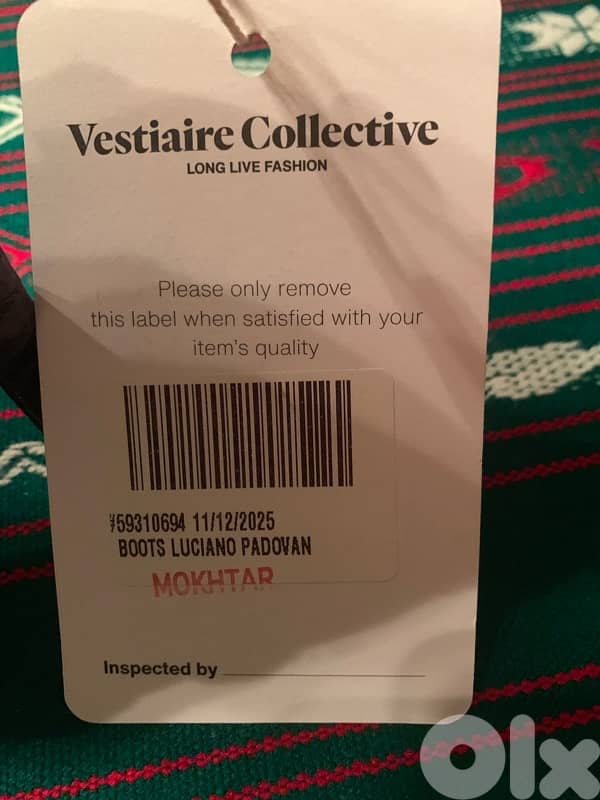 Vestiaire Collective
LONG LIVE FASHION
Please only remove
this label when satisfied with your
item's quality
#59310694 11/12/2025
BOOTS LUCIANO PADOVAN
MOKHTAR
Inspected by
olx